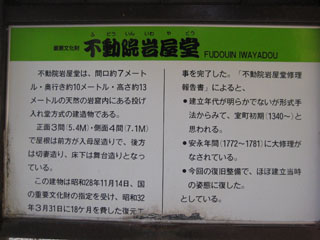 重要文化財 不動院岩屋堂
ふ どう いん いわ や どう
FUDOUIN IWAYADOU
不動院岩屋堂は、間口約7メート
ル・奥行き約10メートル・高さ約13
メートルの天然の岩窟内にある投げ
入れ堂方式の建造物である。
正面3間(5.4M)・側面4間(7.1M)
で屋根は前方が入母屋造りで、後方
は切妻造り、床下は舞台造りとなっ
ている。
この建物は昭和28年11月14日、国
の重要文化財の指定を受け、昭和32
年3月31日に18ケ月を費した復元工
事を完了した。「不動院岩屋堂修理
報告書」によると、
●建立年代が明らかでないが形式手
法からみて、室町初期(1340~)と
思われる。
●安永年間(1772~1781)に大修理が
なされている。
●今回の復旧整備で、ほぼ建立当時
の姿態に復した。
としている。